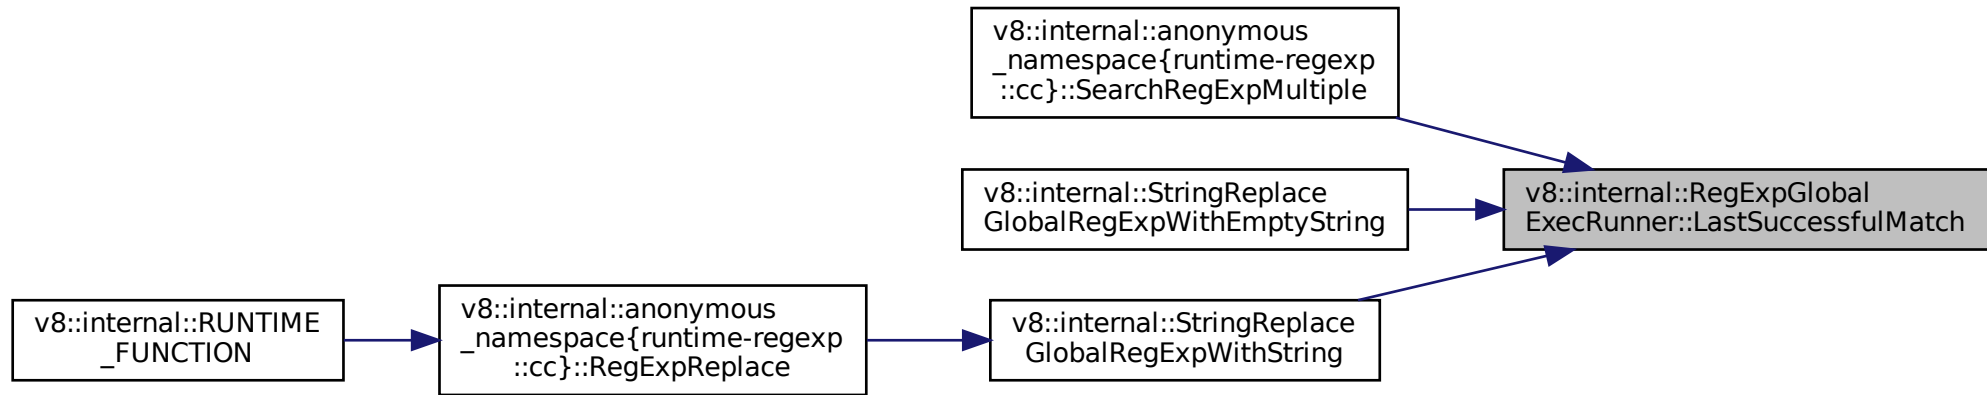 v8::internal::anonymous
_namespace{runtime-regexp
::cc}::SearchRegExpMultiple
v8::internal::StringReplace
GlobalRegExpWithEmptyString
v8::internal::RegExpGlobal
ExecRunner::LastSuccessfulMatch
v8::internal::RUNTIME
_FUNCTION
v8::internal::anonymous
_namespace{runtime-regexp
::cc}::RegExpReplace
v8::internal::StringReplace
GlobalRegExpWithString